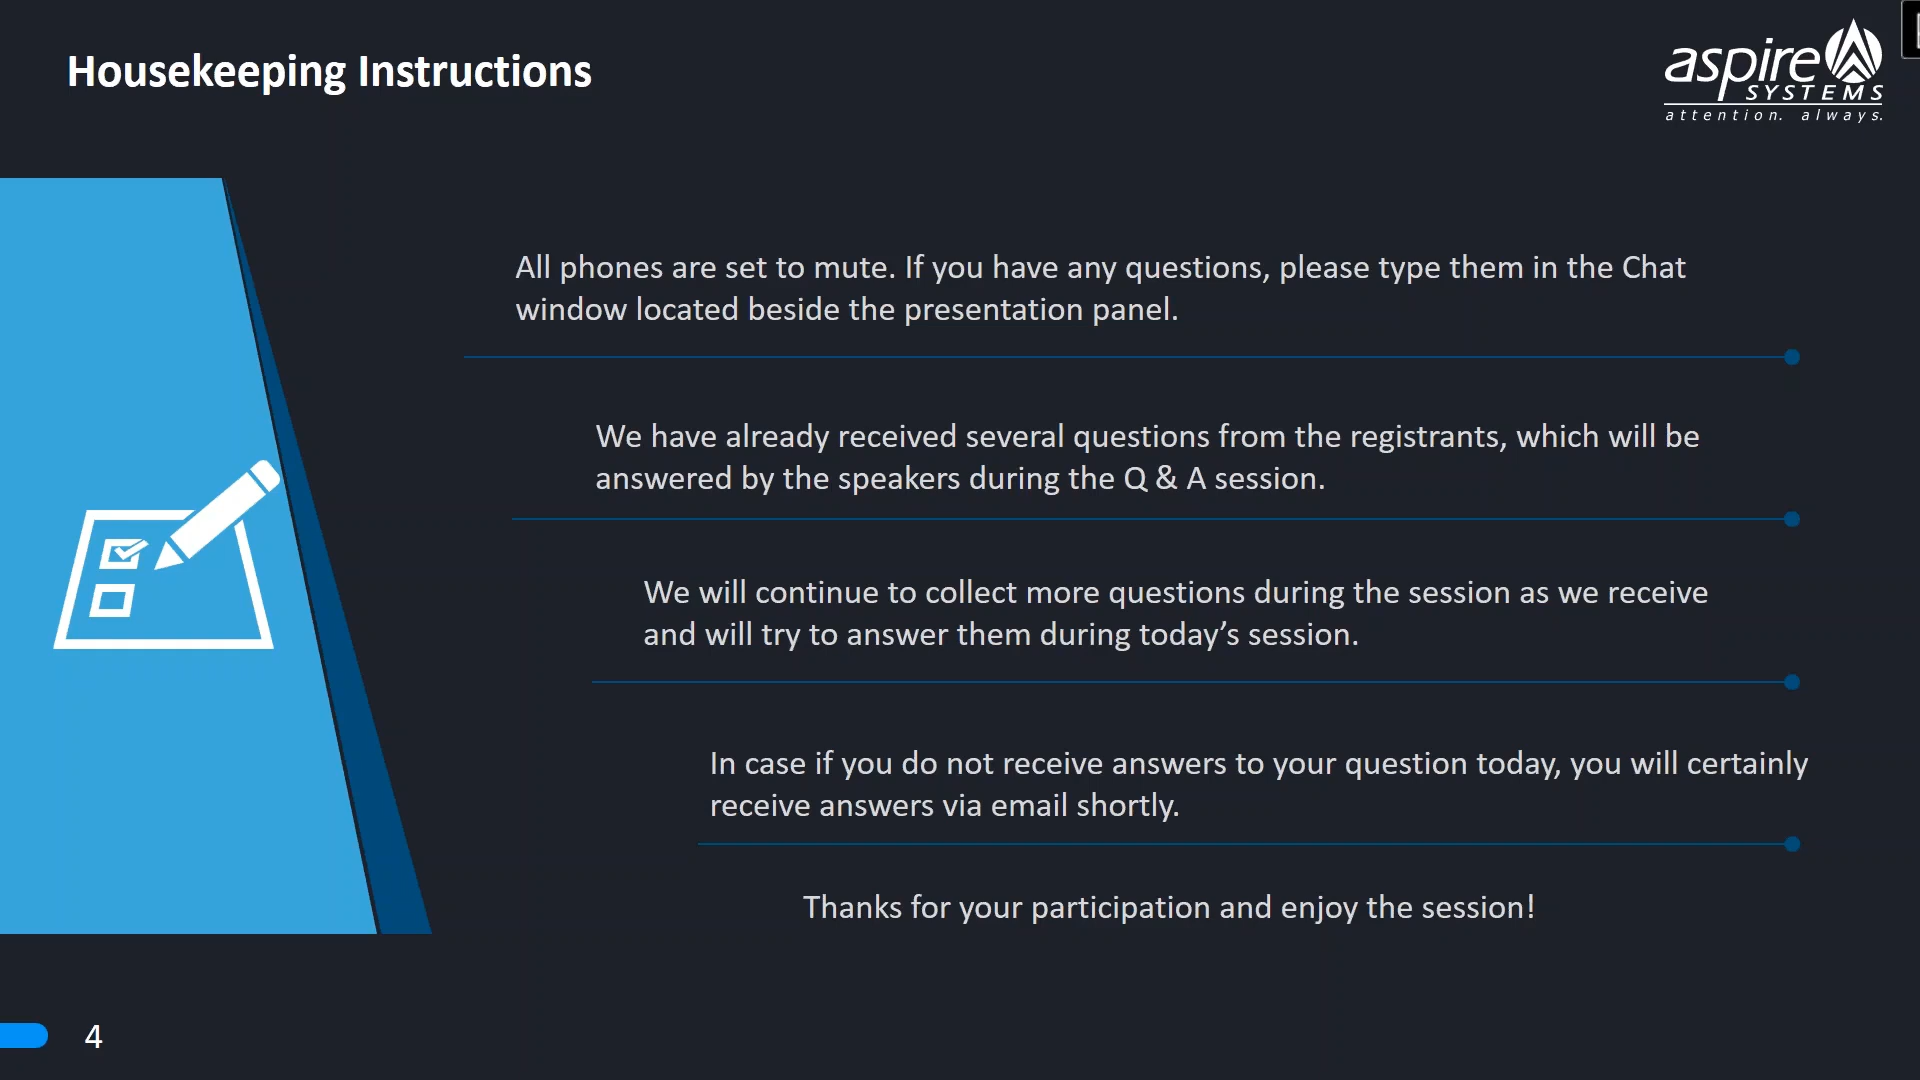 Housekeeping Instructions
aspire
SYSTEMS
attention. always.
All phones are set to mute. If you have any questions, please type them in the Chat
window located beside the presentation panel.
We have already received several questions from the registrants, which will be
answered by the speakers during the Q & A session.
We will continue to collect more questions during the session as we receive
and will try to answer them during today’s session.
In case if you do not receive answers to your question today, you will certainly
receive answers via email shortly.
Thanks for your participation and enjoy the session!
4